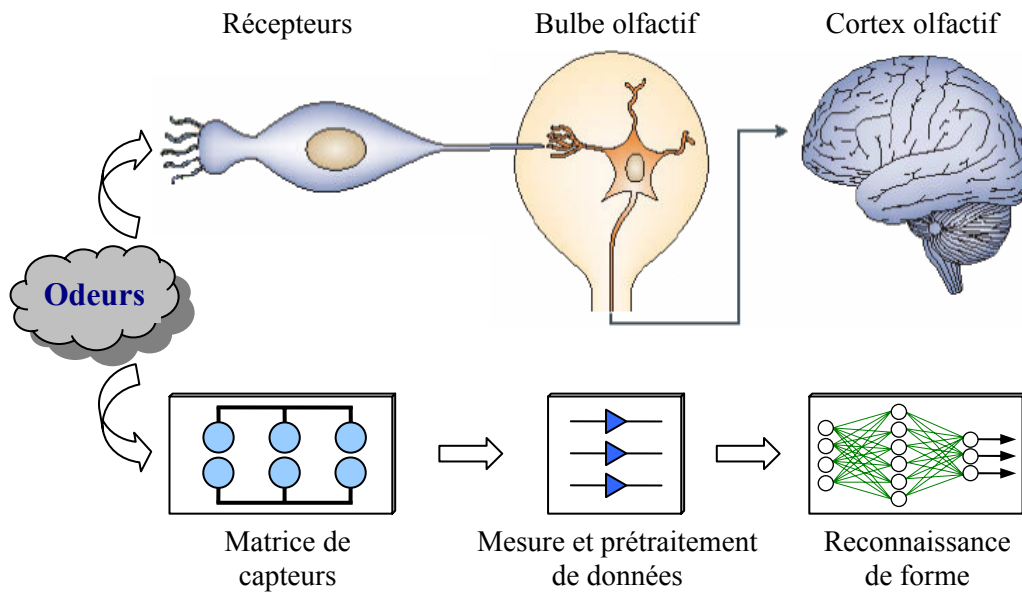 Récepteurs
Bulbe olfactif
Cortex olfactif
Odeurs
Matrice de
capteurs
Mesure et prétraitement
de données
Reconnaissance
de forme